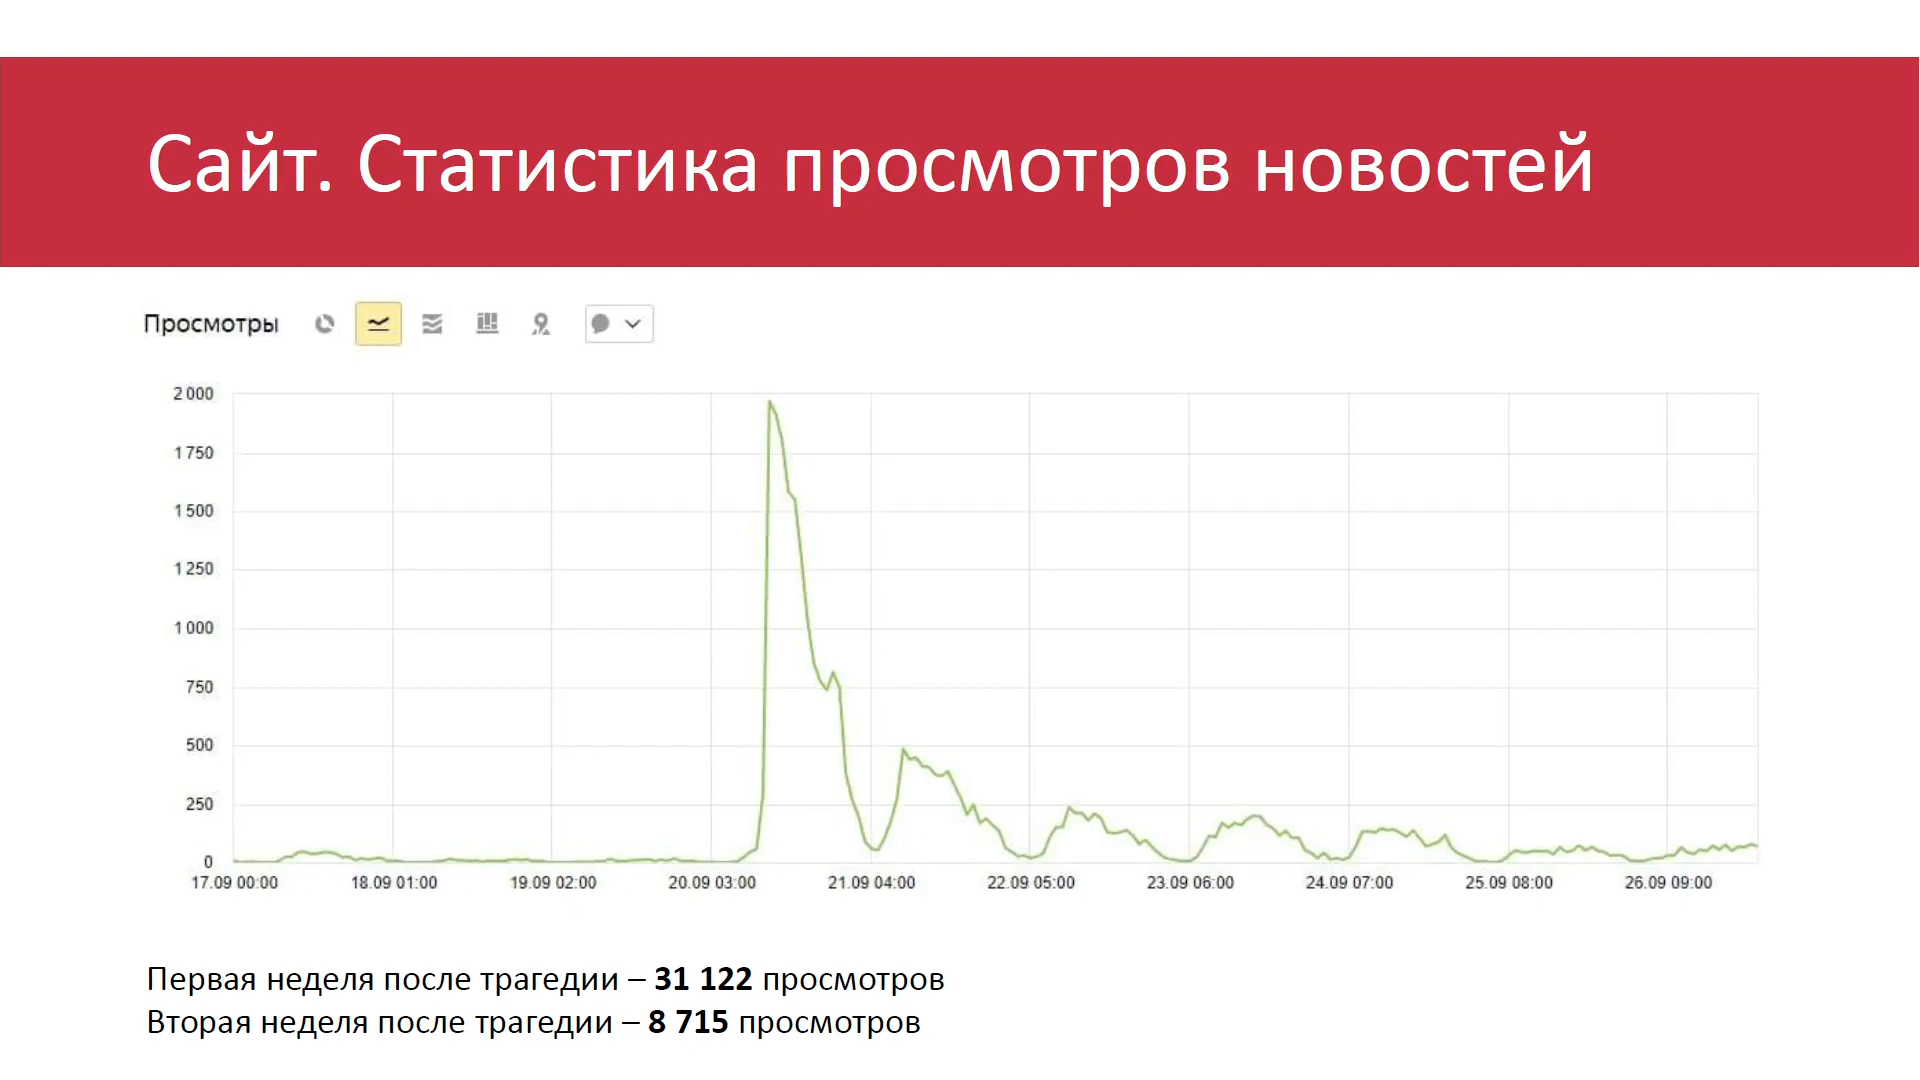 Сайт. Статистика просмотров новостей
Просмотры
2 000
1 750
1 500
1 250
1 000
750
500
250
0
17.09 00:00 18.09 01:00 19.09 02:00 20.09 03:00 21.09 04:00 22.09 05:00 23.09 06:00 24.09 07:00 25.09 08:00 26.09 09:00
Первая неделя после трагедии – 31 122 просмотров
Вторая неделя после трагедии – 8 715 просмотров